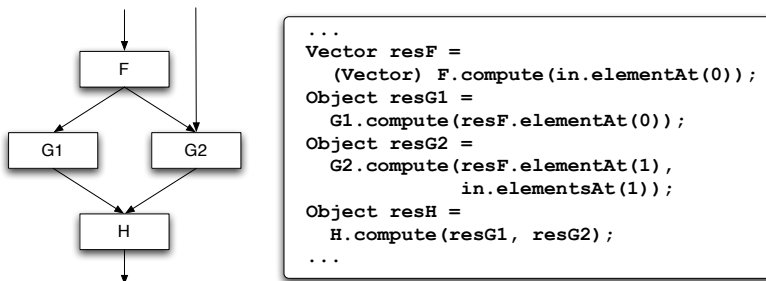 F
G1
G2
H
...
Vector resF =
(Vector) F.compute(in.elementAt(0));
Object resG1 =
G1.compute(resF.elementAt(0));
Object resG2 =
G2.compute(resF.elementAt(1),
in.elementsAt(1));
Object resH =
H.compute(resG1, resG2);
...